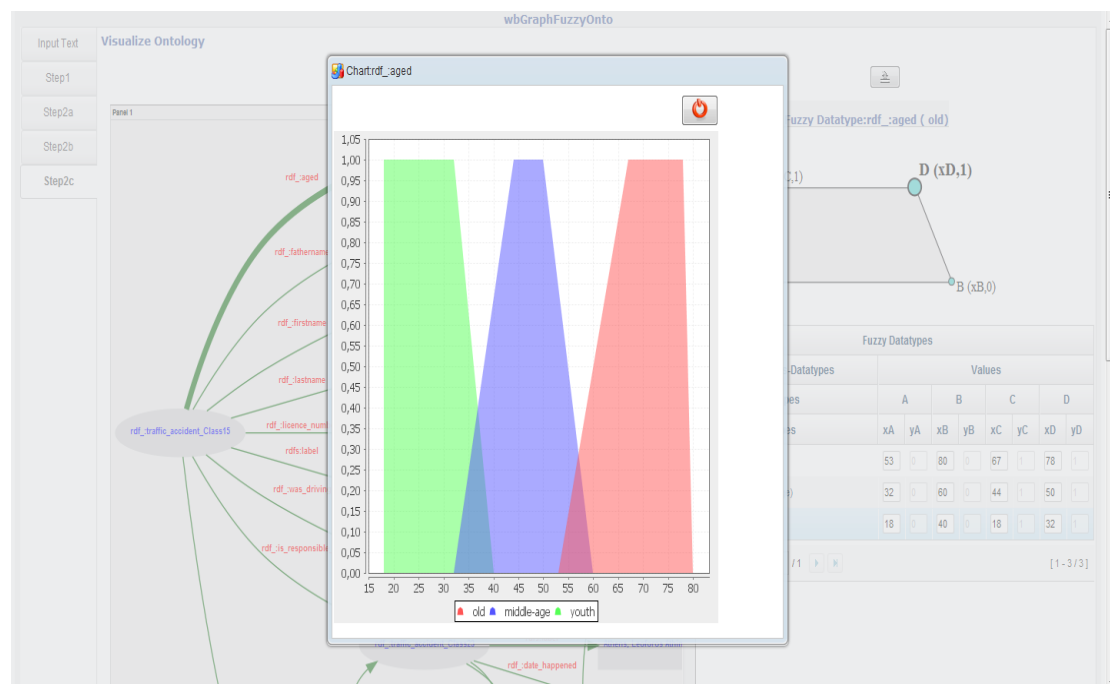 wbGraphFuzzyOnto
Input Text
Step1
Step2a
Step2b
Step2c
Visualize Ontology
Panel 1
rdf_:aged
rdf_:fathername
rdf_:firstname
rdf_:lastname
rdf_:licence_num
rdfs:label
rdf_:was_drivin
rdf_:is_responsible
rdf_:traffic_accident_Class15
rdf_:date_happened
Chart:rdf_:aged
1,05
1,00
0,95
0,90
0,85
0,80
0,75
0,70
0,65
0,60
0,55
0,50
0,45
0,40
0,35
0,30
0,25
0,20
0,15
0,10
0,05
0,00
15 20 25 30 35 40 45 50 55 60 65 70 75 80
old middle-age youth
Fuzzy Datatype:rdf_:aged ( old)
C,1)
D (xD,1)
B (xB,0)
Fuzzy Datatypes
-Datatypes Values
A B C D
xA yA xB yB xC yC xD yD
53 0 80 0 67 1 78 1
32 0 60 0 44 1 50 1
18 0 40 0 18 1 32 1
/ 1 [ 1 - 3 / 3 ]